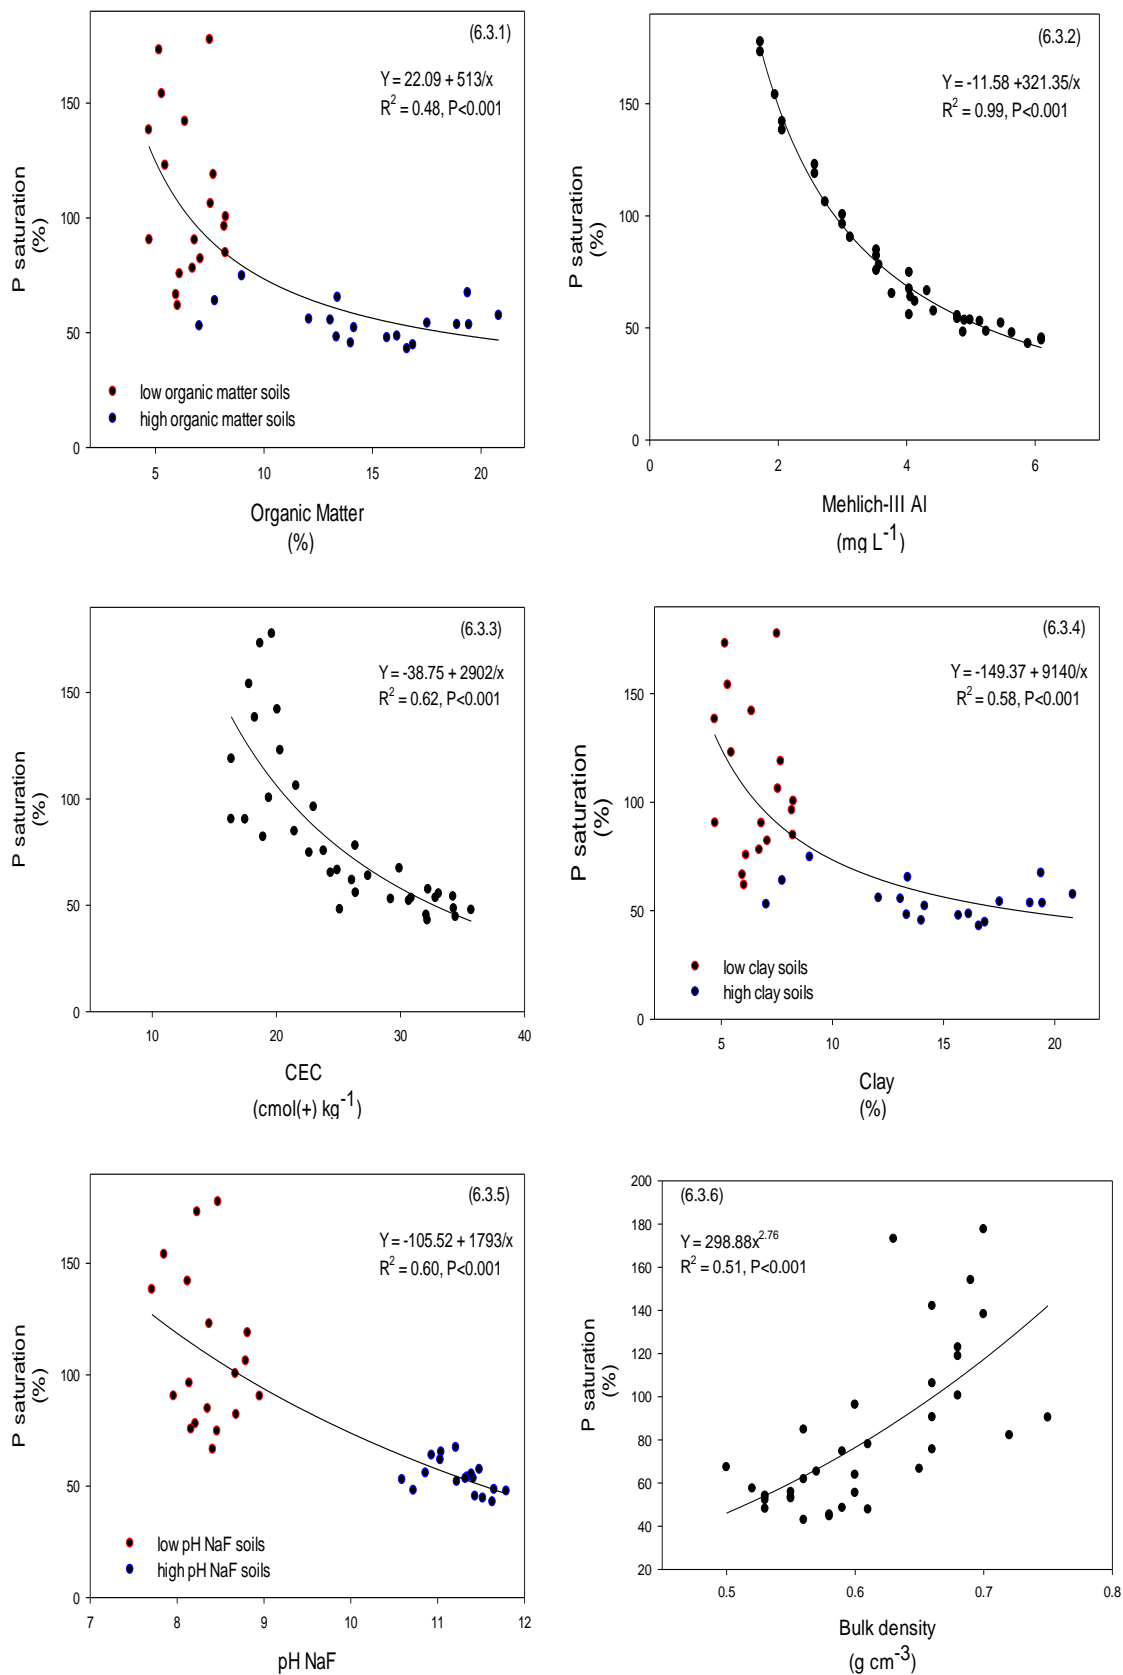 (6.3.1)
Y = 22.09 + 513/x
R² = 0.48, P<0.001
150
100
50
0
P saturation
(%)
low organic matter soils
high organic matter soils
5 10 15 20
Organic Matter
(%)
(6.3.2)
Y = -11.58 +321.35/x
R² = 0.99, P<0.001
150
100
50
0
P saturation
(%)
0 2 4 6
Mehlich-III Al
(mg L⁻¹)
(6.3.3)
Y = -38.75 + 2902/x
R² = 0.62, P<0.001
150
100
50
0
P saturation
(%)
10 20 30 40
CEC
(cmol(+) kg⁻¹)
(6.3.4)
Y = -149.37 + 9140/x
R² = 0.58, P<0.001
150
100
50
0
P saturation
(%)
low clay soils
high clay soils
5 10 15 20
Clay
(%)
(6.3.5)
Y = -105.52 + 1793/x
R² = 0.60, P<0.001
150
100
50
0
P saturation
(%)
low pH NaF soils
high pH NaF soils
7 8 9 10 11 12
pH NaF
(6.3.6)
Y = 298.88x²·⁷⁶
R² = 0.51, P<0.001
200
180
160
140
120
100
80
60
40
20
P saturation
(%)
0.5 0.6 0.7 0.8
Bulk density
(g cm⁻³)